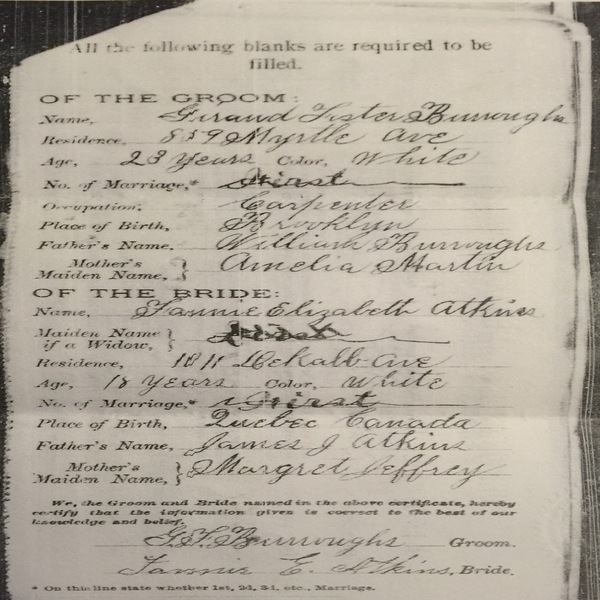 All the following blanks are required to be
filled.
OF THE GROOM:
Name, Geraud Foster Burroughs
Residence, 859 Myrtle Ave
Age, 23 Years Color, White
No. of Marriage,* First
Occupation, Carpenter
Place of Birth, Brooklyn
Father's Name, William Burroughs
Mother's
Maiden Name, } Amelia Martin
OF THE BRIDE:
Name, Fannie Elizabeth Atkins
Maiden Name
if a Widow, }
Residence, 1011 DeKalb Ave
Age, 18 Years Color, White
No. of Marriage,* First
Place of Birth, Quebec Canada
Father's Name, James J Atkins
Mother's
Maiden Name, } Margret Jeffrey
We, the Groom and Bride named in the above certificate, hereby
certify that the information given is correct to the best of our
knowledge and belief.
G. F. Burroughs Groom.
Fannie E. Atkins, Bride.
* On this line state whether 1st, 2d, 3d, etc., Marriage.